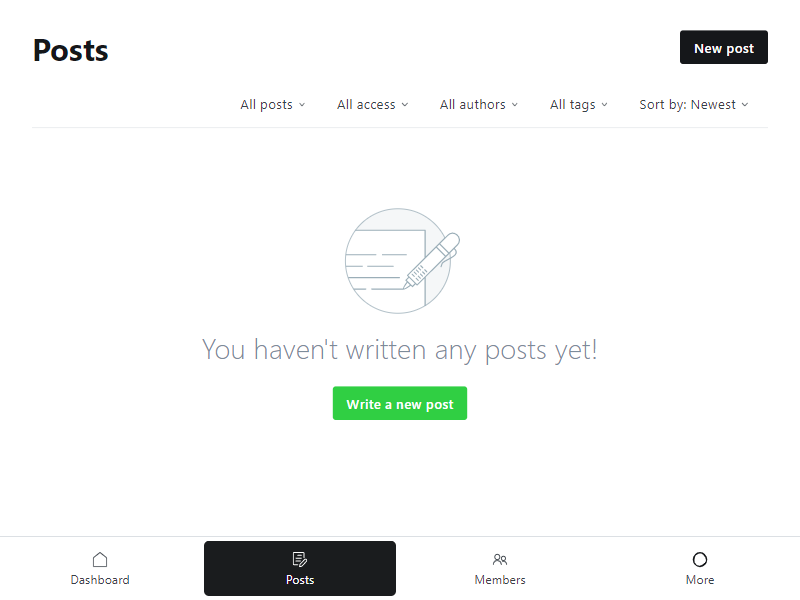 Posts
New post
All posts
All access
All authors
All tags
Sort by: Newest
You haven't written any posts yet!
Write a new post
Dashboard
Posts
Members
More